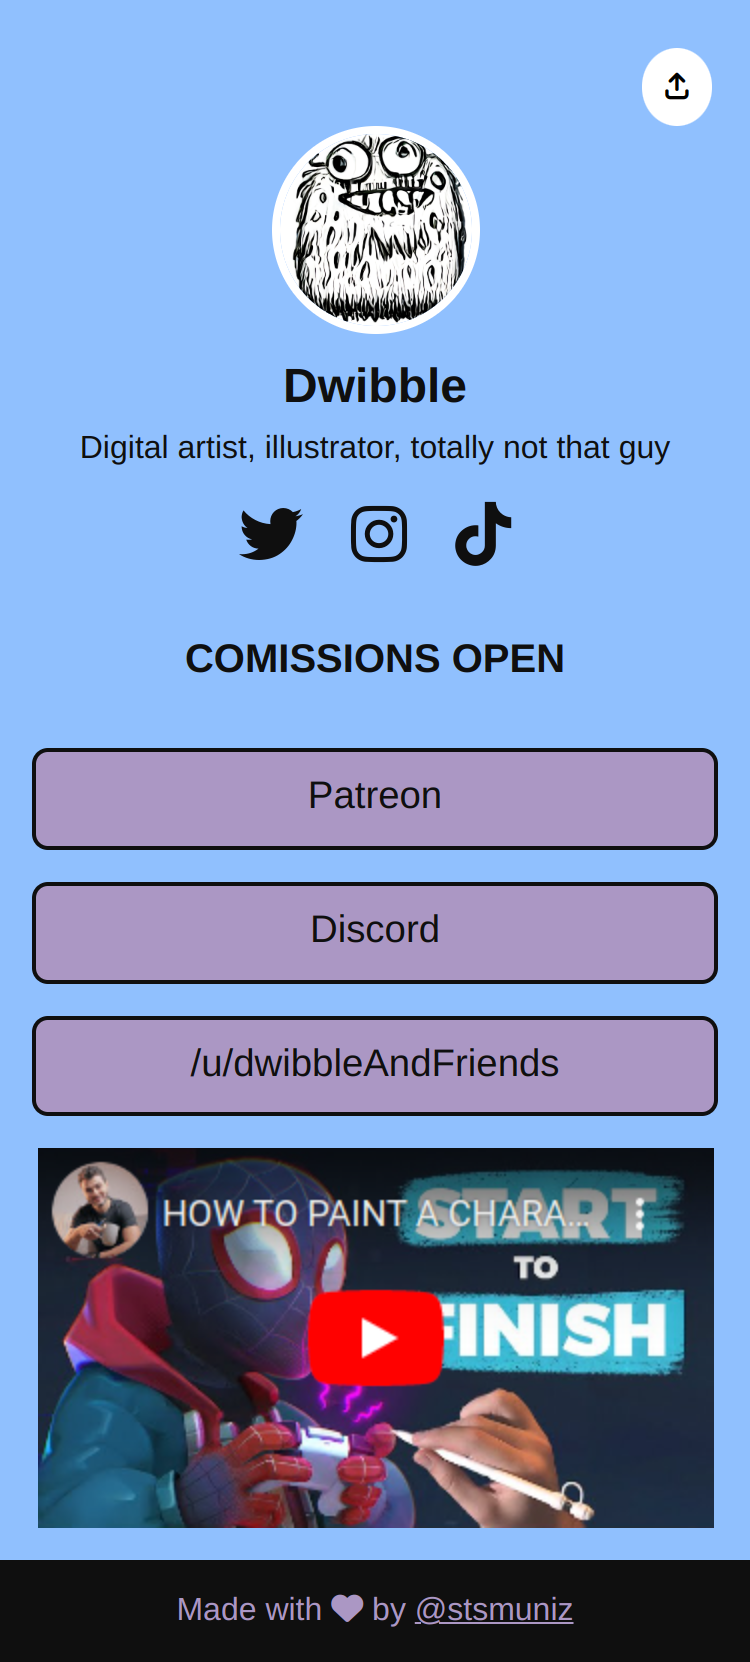 Dwibble
Digital artist, illustrator, totally not that guy
COMISSIONS OPEN
Patreon
Discord
/u/dwibbleAndFriends
HOW TO PAINT A CHARA...
START
TO
FINISH
Made with by @stsmuniz